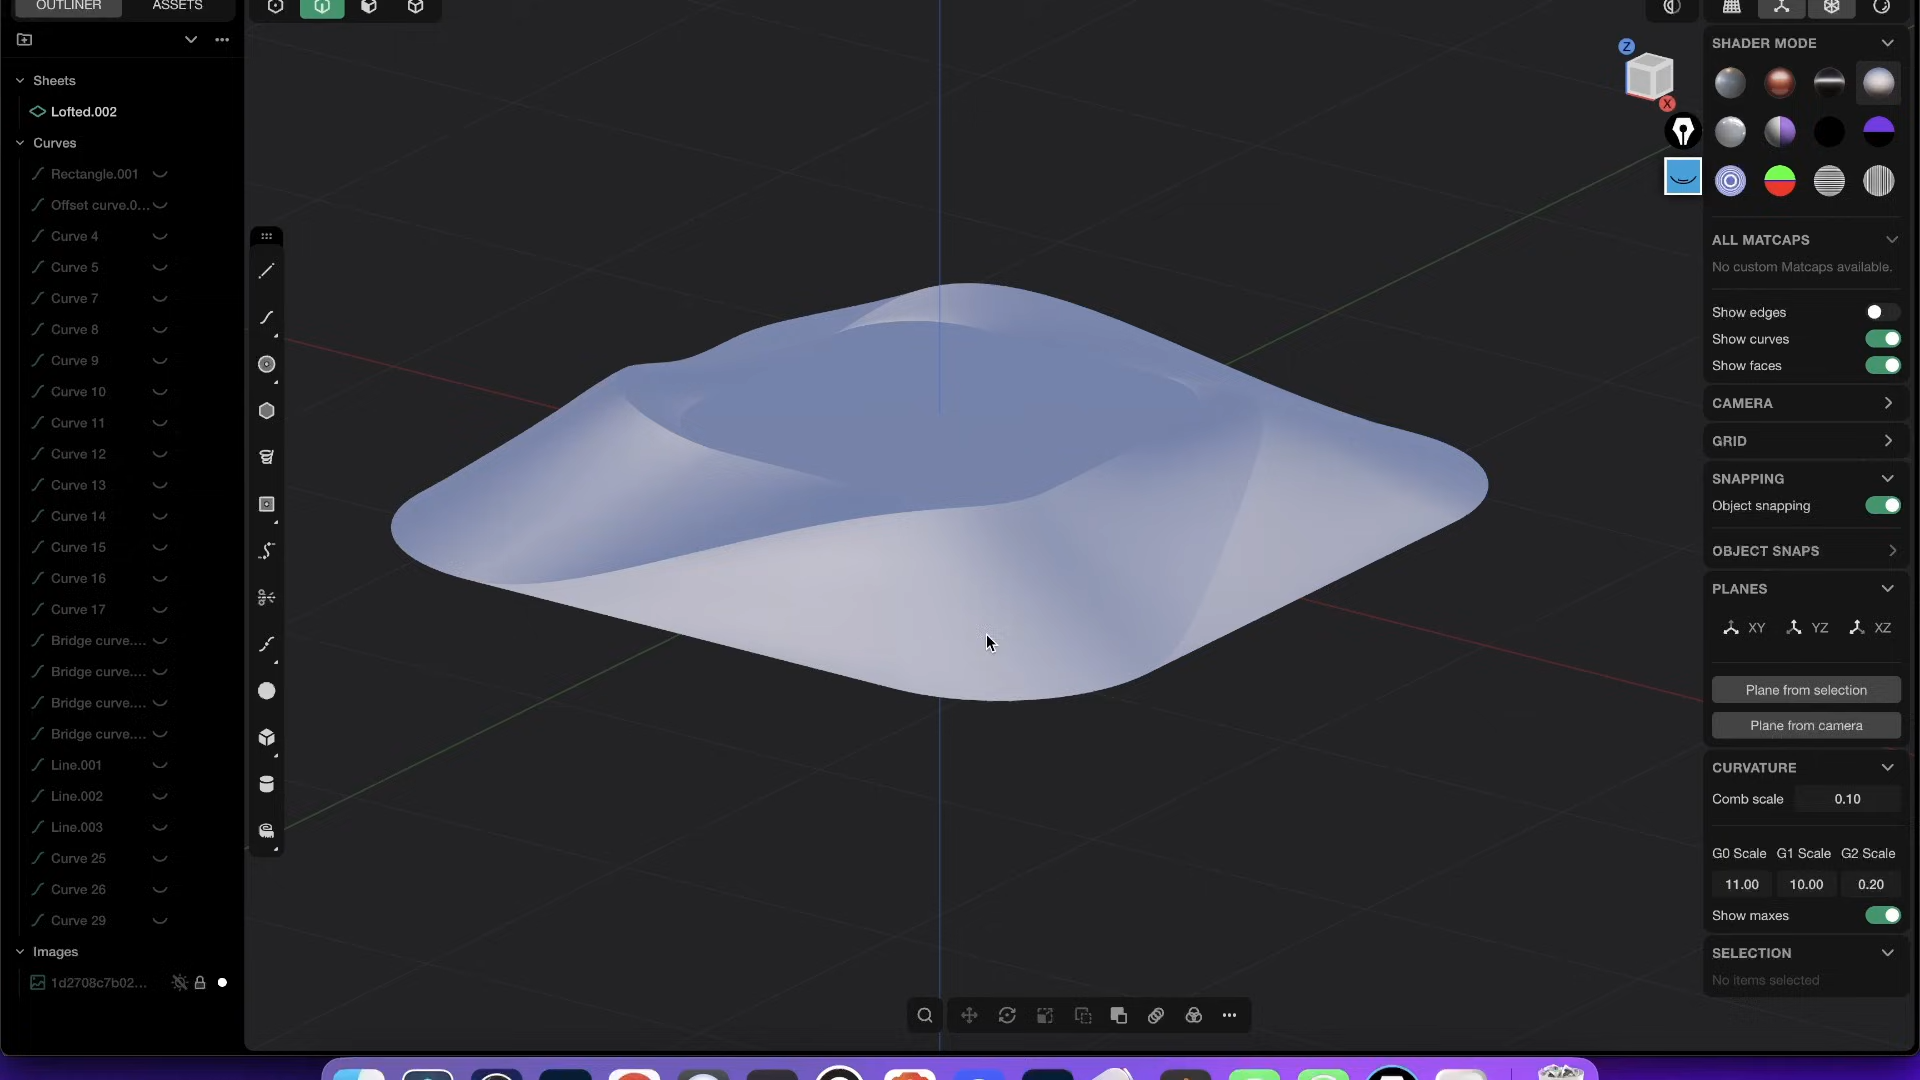 OUTLINER ASSETS
Sheets
Lofted.002
Curves
Rectangle.001
Offset curve.0...
Curve 4
Curve 5
Curve 7
Curve 8
Curve 9
Curve 10
Curve 11
Curve 12
Curve 13
Curve 14
Curve 15
Curve 16
Curve 17
Bridge curve....
Bridge curve....
Bridge curve....
Bridge curve....
Line.001
Line.002
Line.003
Curve 25
Curve 26
Curve 29
Images
1d2708c7b02...
Z
X
SHADER MODE
ALL MATCAPS
No custom Matcaps available.
Show edges
Show curves
Show faces
CAMERA
GRID
SNAPPING
Object snapping
OBJECT SNAPS
PLANES
XY YZ XZ
Plane from selection
Plane from camera
CURVATURE
Comb scale 0.10
G0 Scale G1 Scale G2 Scale
11.00 10.00 0.20
Show maxes
SELECTION
No items selected